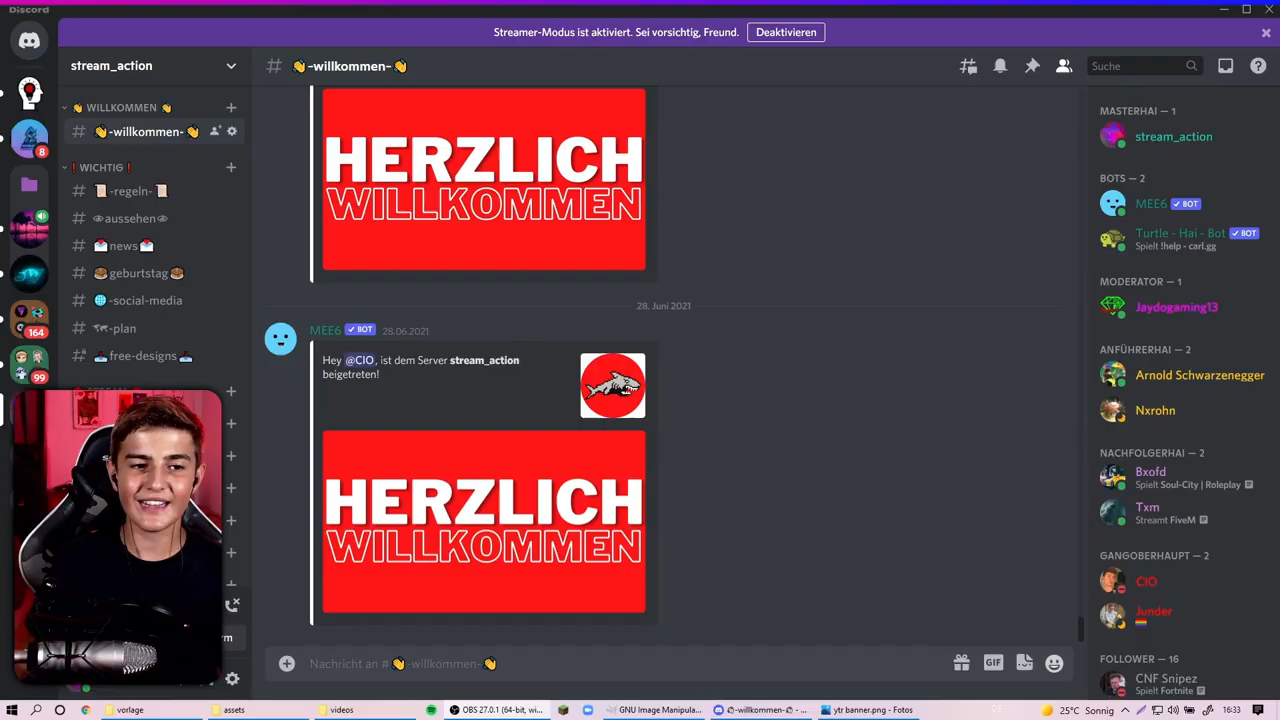 Discord
Streamer-Modus ist aktiviert. Sei vorsichtig, Freund.
Deaktivieren
stream_action
-willkommen-
Suche
WILLKOMMEN
-willkommen-
WICHTIG
-regeln-
aussehen
news
geburtstag
-social-media
-plan
-free-designs
8
164
99
HERZLICH
WILLKOMMEN
28. Juni 2021
MEE6 BOT 28.06.2021
Hey @CIO, ist dem Server stream_action
beigetreten!
HERZLICH
WILLKOMMEN
Nachricht an # -willkommen-
GIF
MASTERHAI — 1
stream_action
BOTS — 2
MEE6 BOT
Turtle - Hai - Bot BOT
Spielt !help - carl.gg
MODERATOR — 1
Jaydogaming13
ANFÜHRERHAI — 2
Arnold Schwarzenegger
Nxrohn
NACHFOLGERHAI — 2
Bxofd
Spielt Soul-City | Roleplay
Txm
Streamt FiveM
GANGOBERHAUPT — 2
CIO
Junder
FOLLOWER — 16
CNF Snipez
Spielt Fortnite
vorlage
assets
videos
OBS 27.0.1 (64-bit, wi...
GNU Image Manipula...
-willkommen- - ...
ytr banner.png - Fotos
25°C Sonnig
16:33